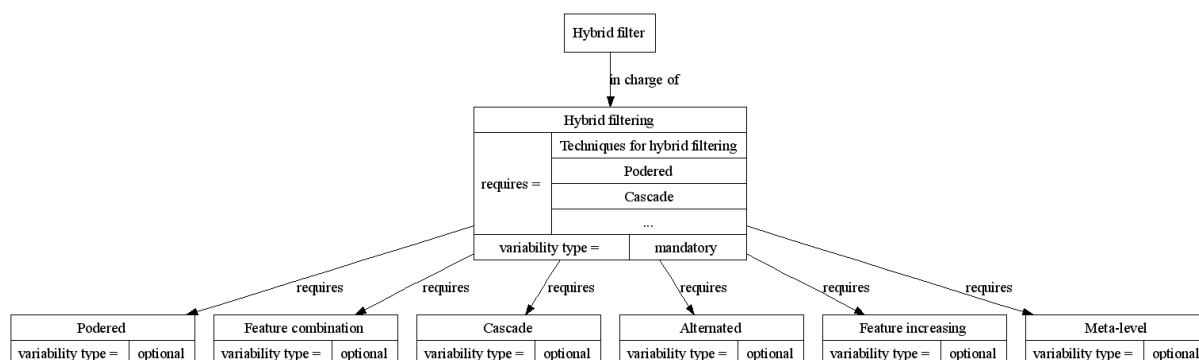 Hybrid filter
in charge of
Hybrid filtering
requires =
Techniques for hybrid filtering
Podered
Cascade
...
variability type = mandatory
requires requires requires requires requires requires
Podered Feature combination Cascade Alternated Feature increasing Meta-level
variability type = optional variability type = optional variability type = optional variability type = optional variability type = optional variability type = optional